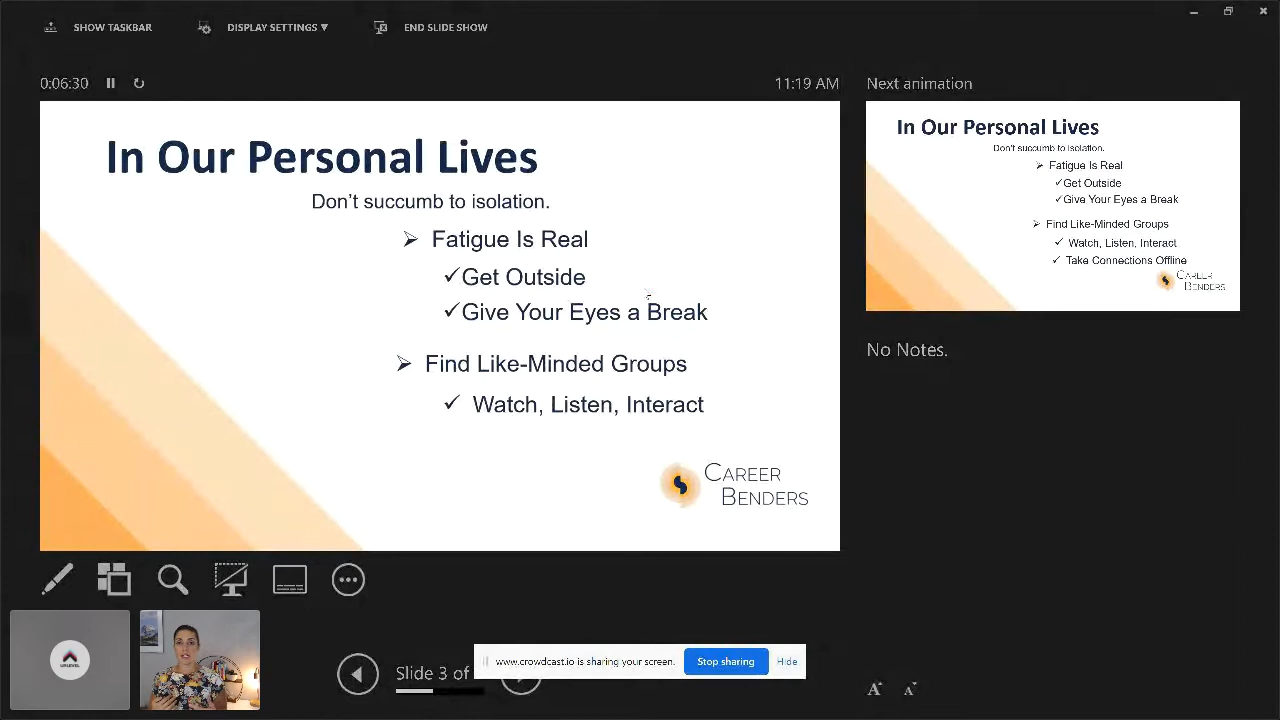 SHOW TASKBAR
DISPLAY SETTINGS ▼
END SLIDE SHOW
0:06:30
11:19 AM
In Our Personal Lives
Don't succumb to isolation.
➢ Fatigue Is Real
✓Get Outside
✓Give Your Eyes a Break
➢ Find Like-Minded Groups
✓ Watch, Listen, Interact
CAREER
BENDERS
Next animation
In Our Personal Lives
Don't succumb to isolation.
➢ Fatigue Is Real
✓Get Outside
✓Give Your Eyes a Break
➢ Find Like-Minded Groups
✓ Watch, Listen, Interact
✓ Take Connections Offline
CAREER
BENDERS
No Notes.
UPLEVEL
Slide 3 of
www.crowdcast.io is sharing your screen.
Stop sharing
Hide
A
A